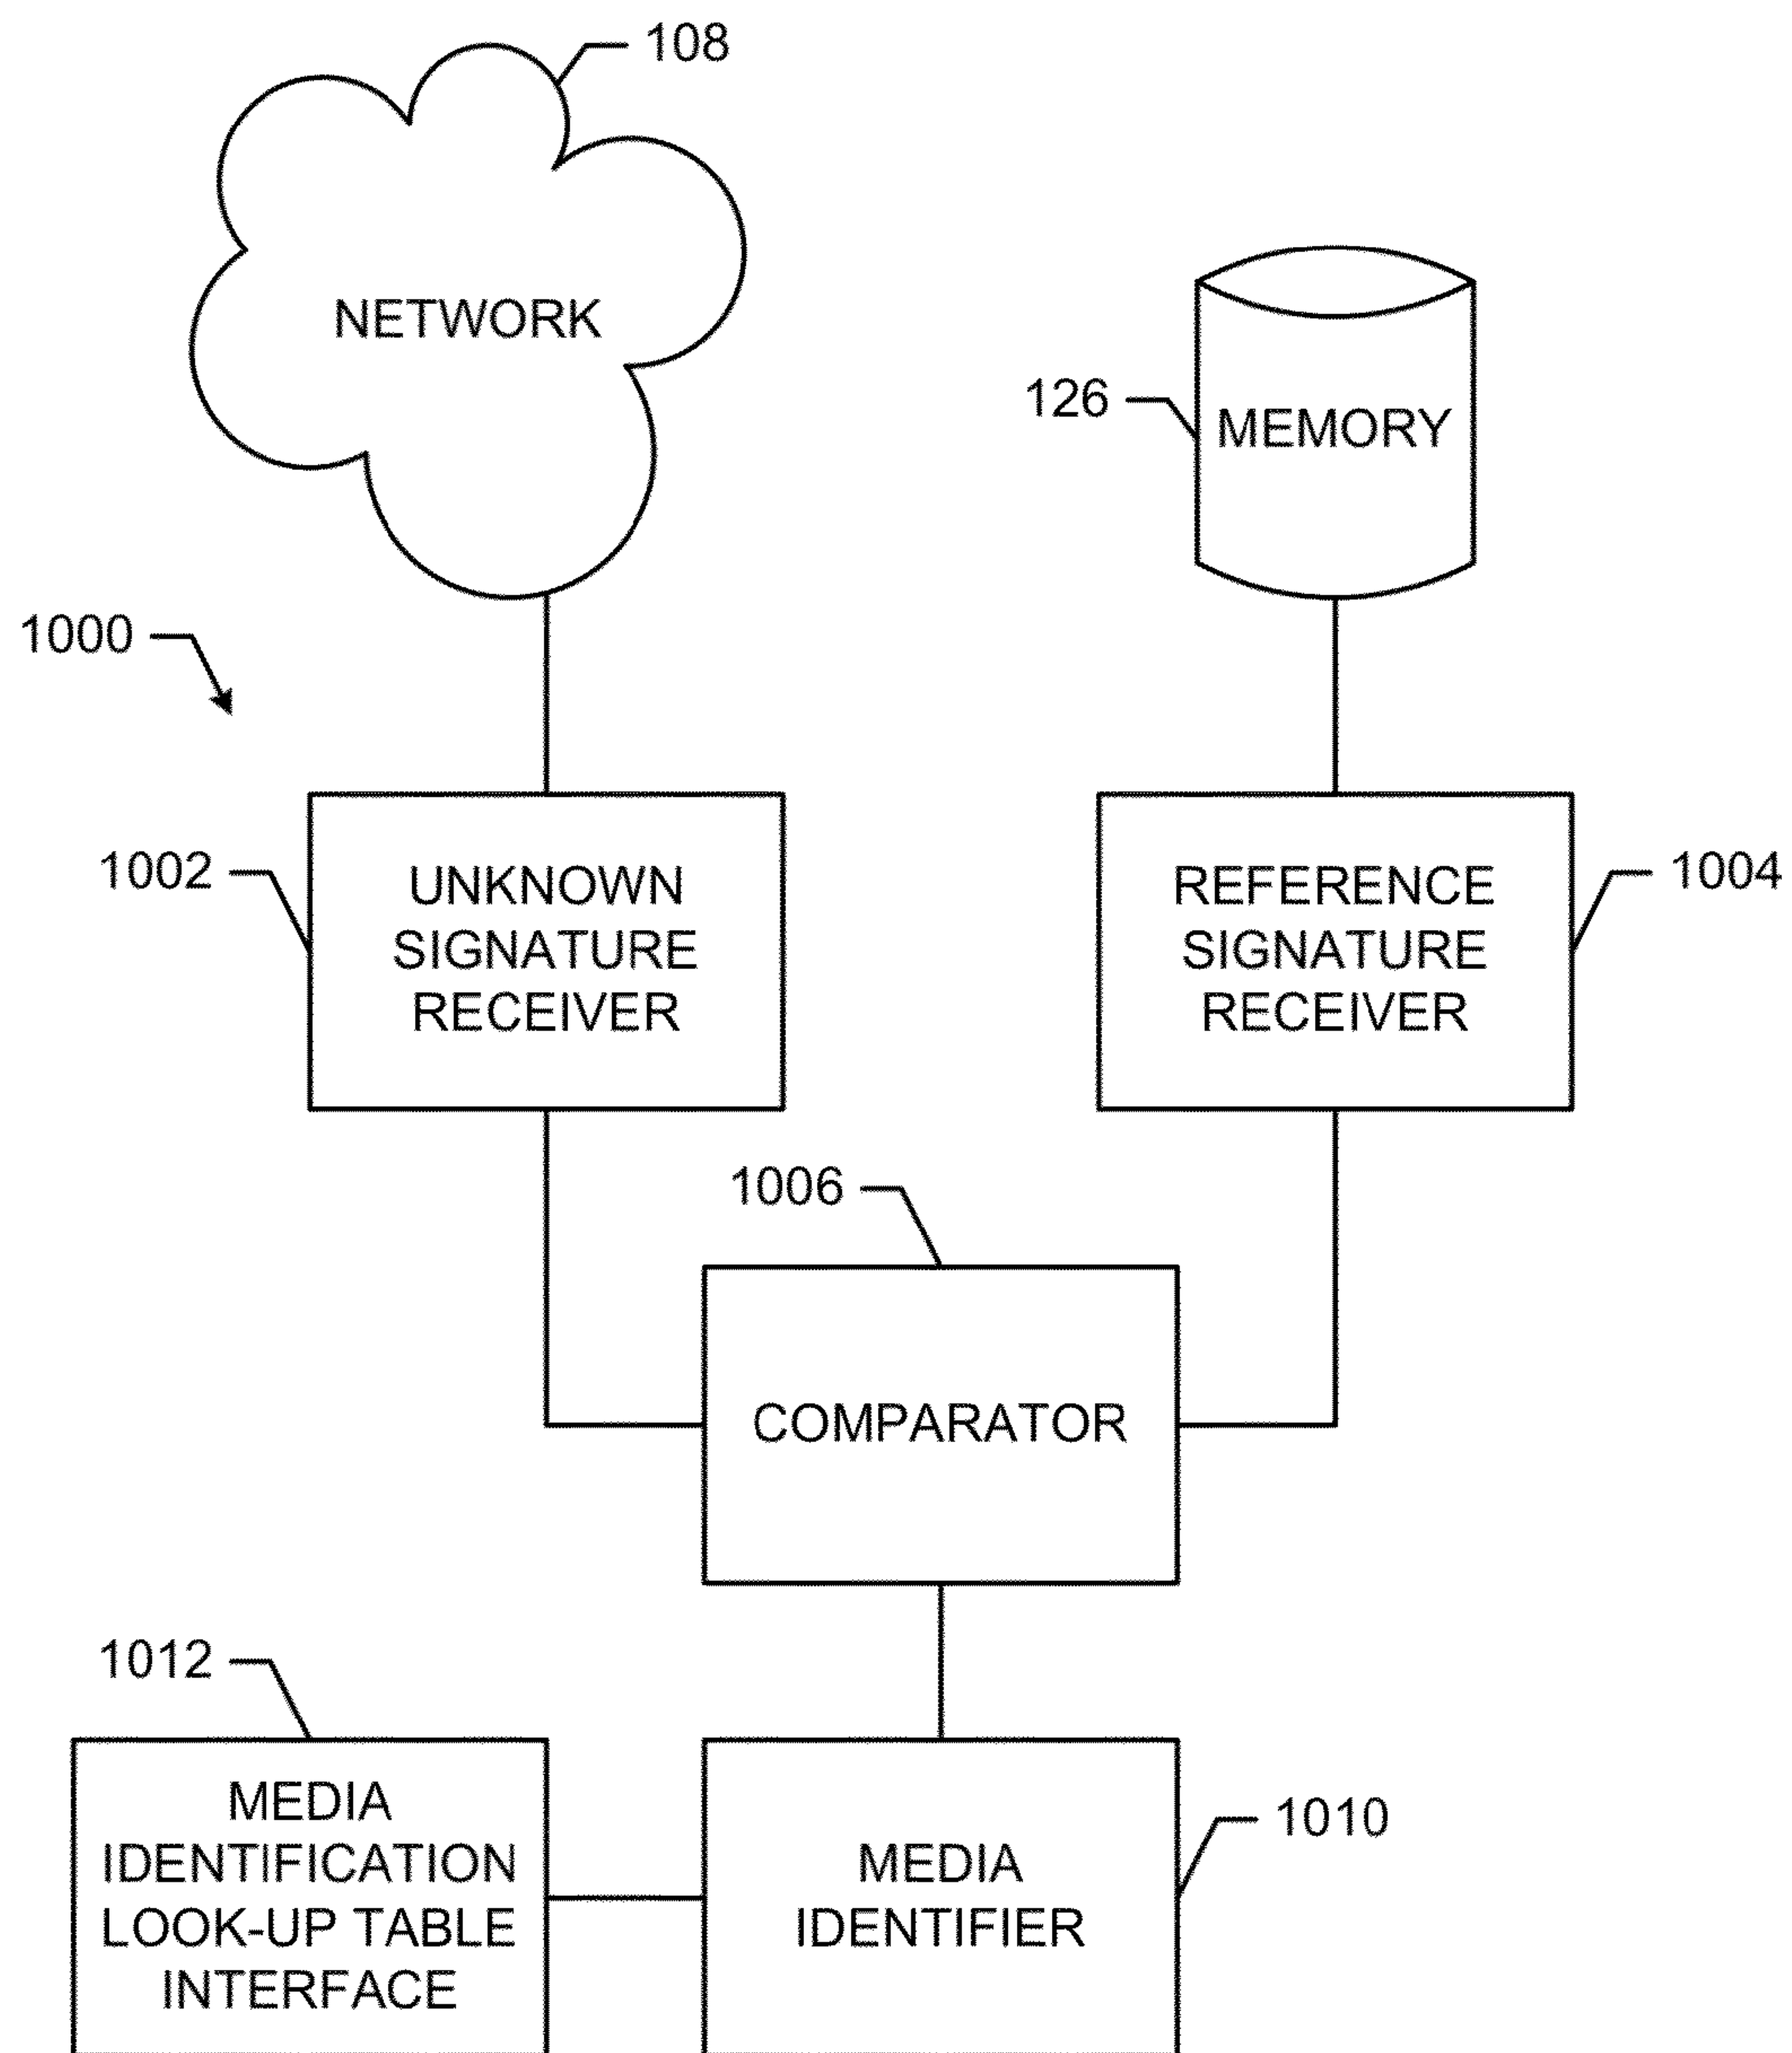 108
NETWORK
126
MEMORY
1000
1002
UNKNOWN
SIGNATURE
RECEIVER
REFERENCE
SIGNATURE
RECEIVER
1004
1006
COMPARATOR
1012
MEDIA
IDENTIFICATION
LOOK-UP TABLE
INTERFACE
MEDIA
IDENTIFIER
1010